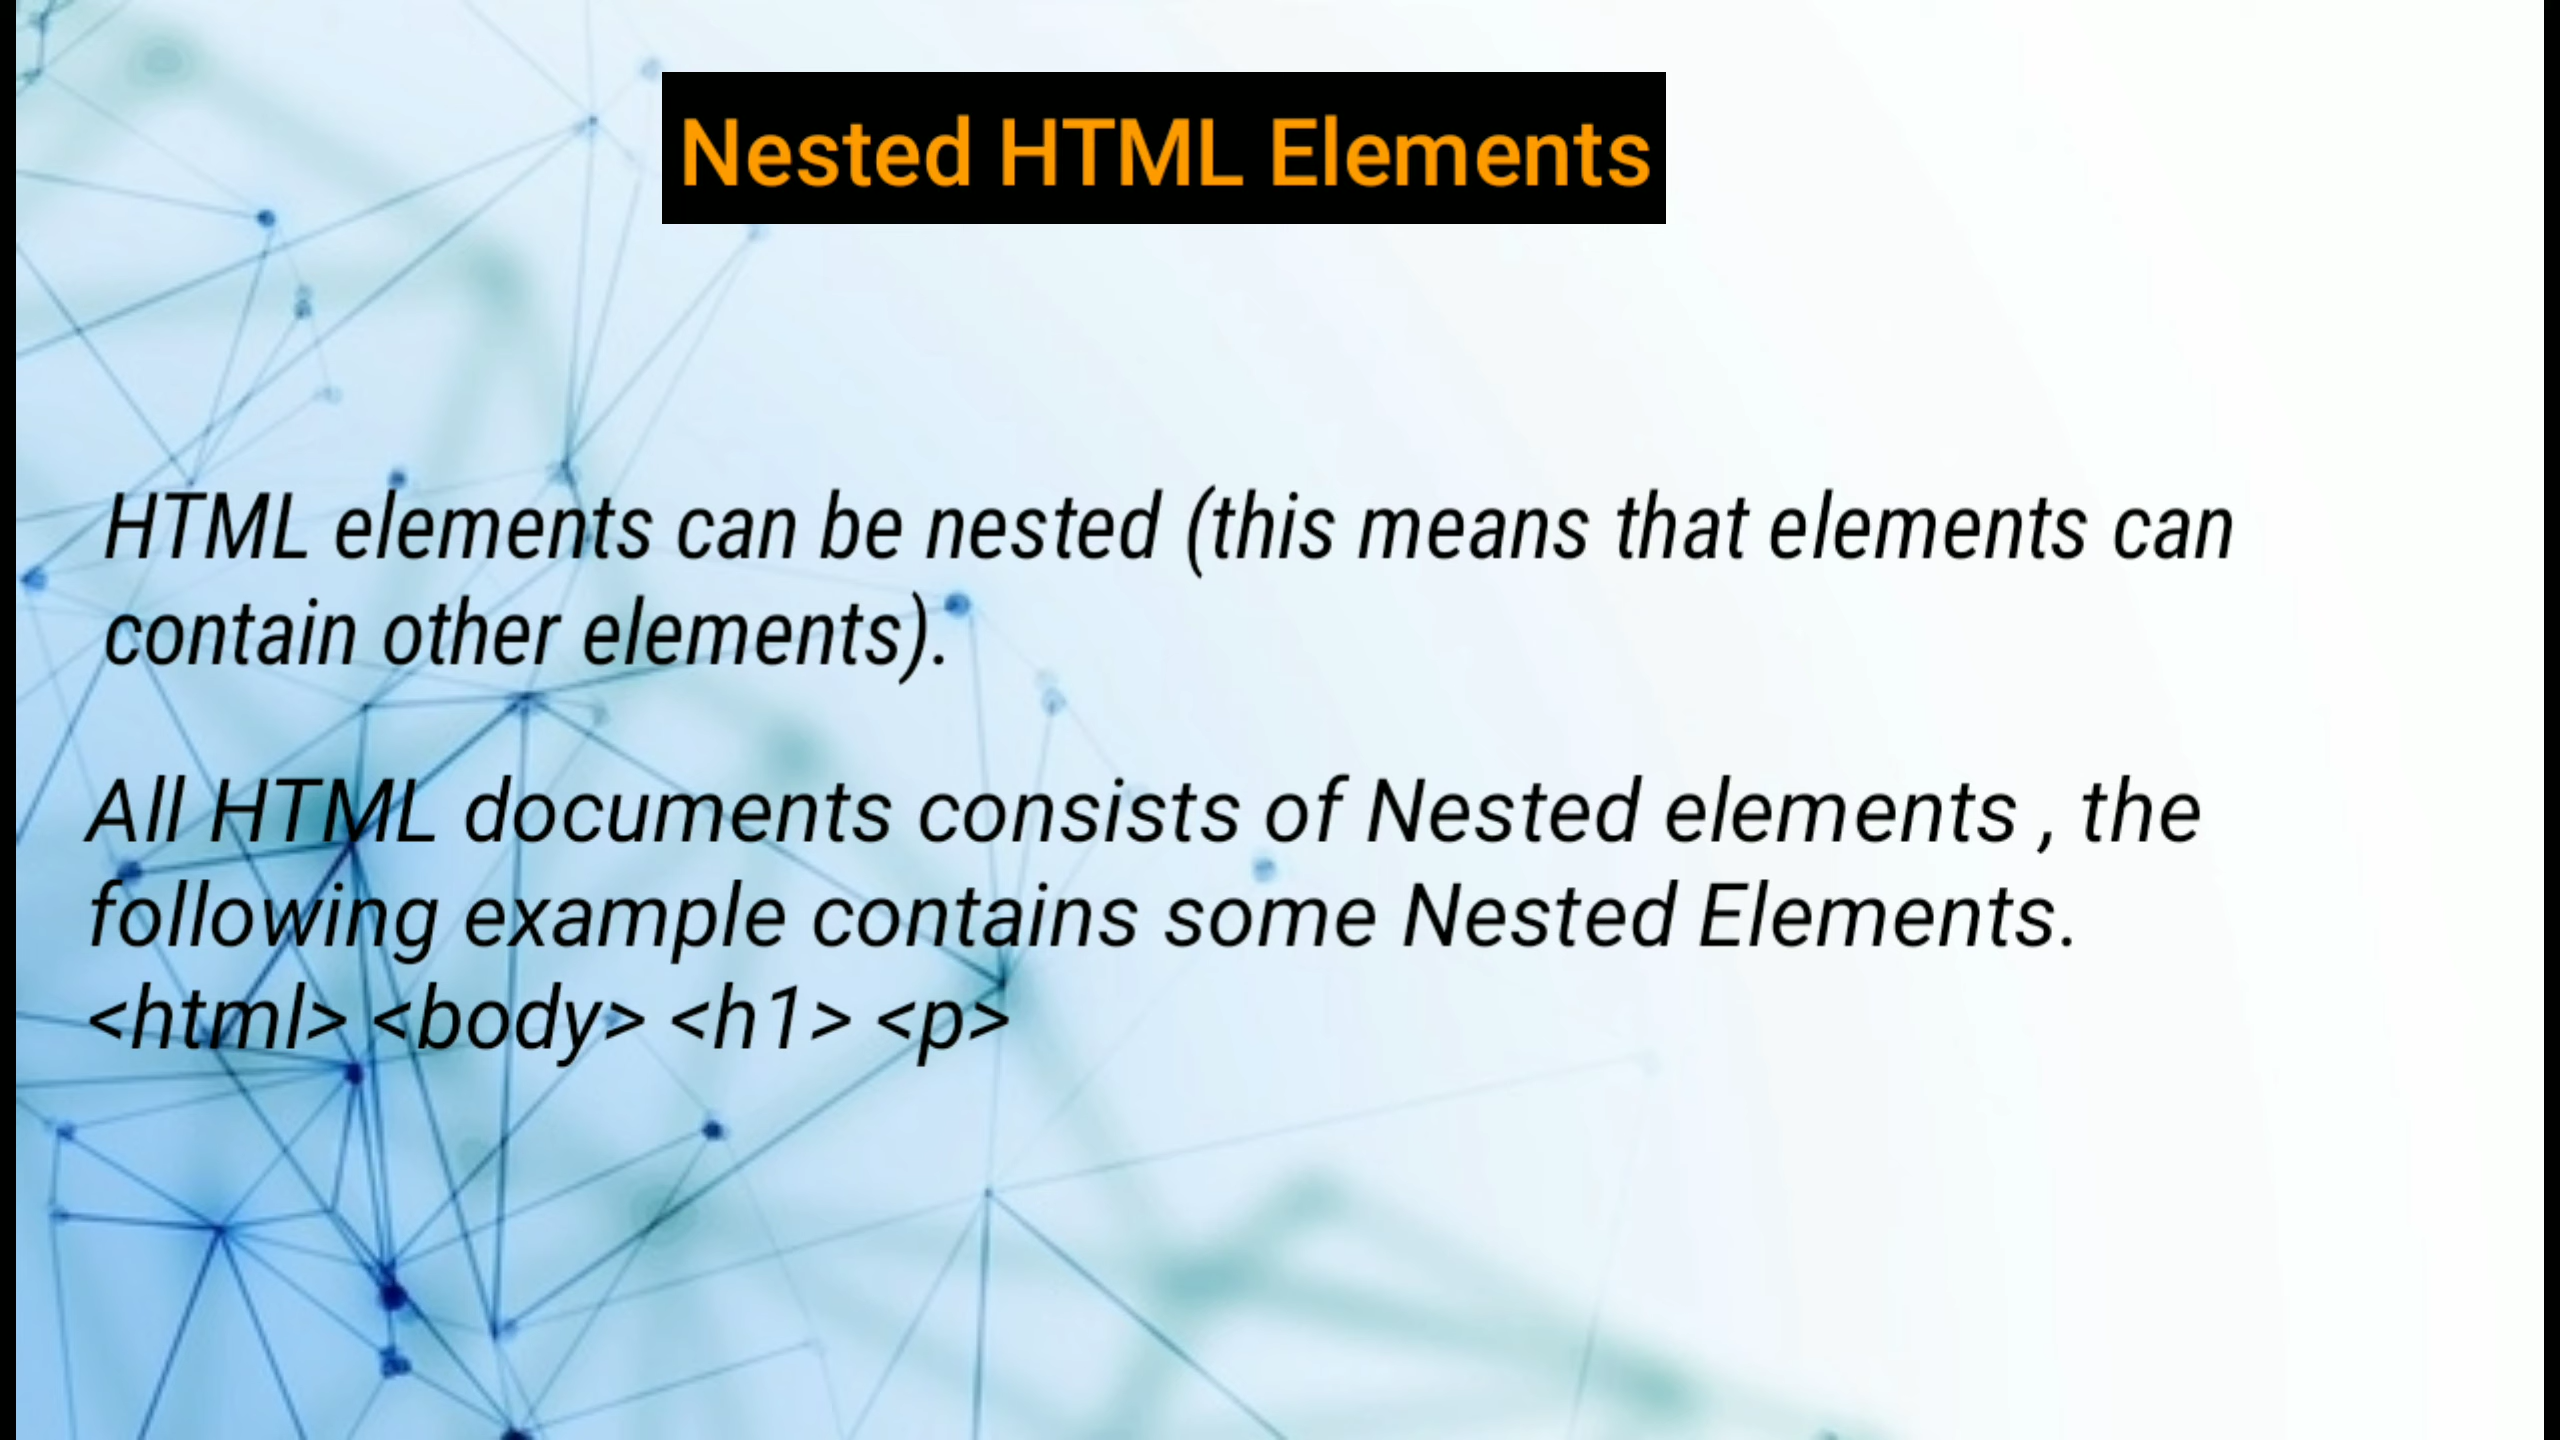 Nested HTML Elements
HTML elements can be nested (this means that elements can
contain other elements).
All HTML documents consists of Nested elements , the
following example contains some Nested Elements.
<html> <body> <h1> <p>